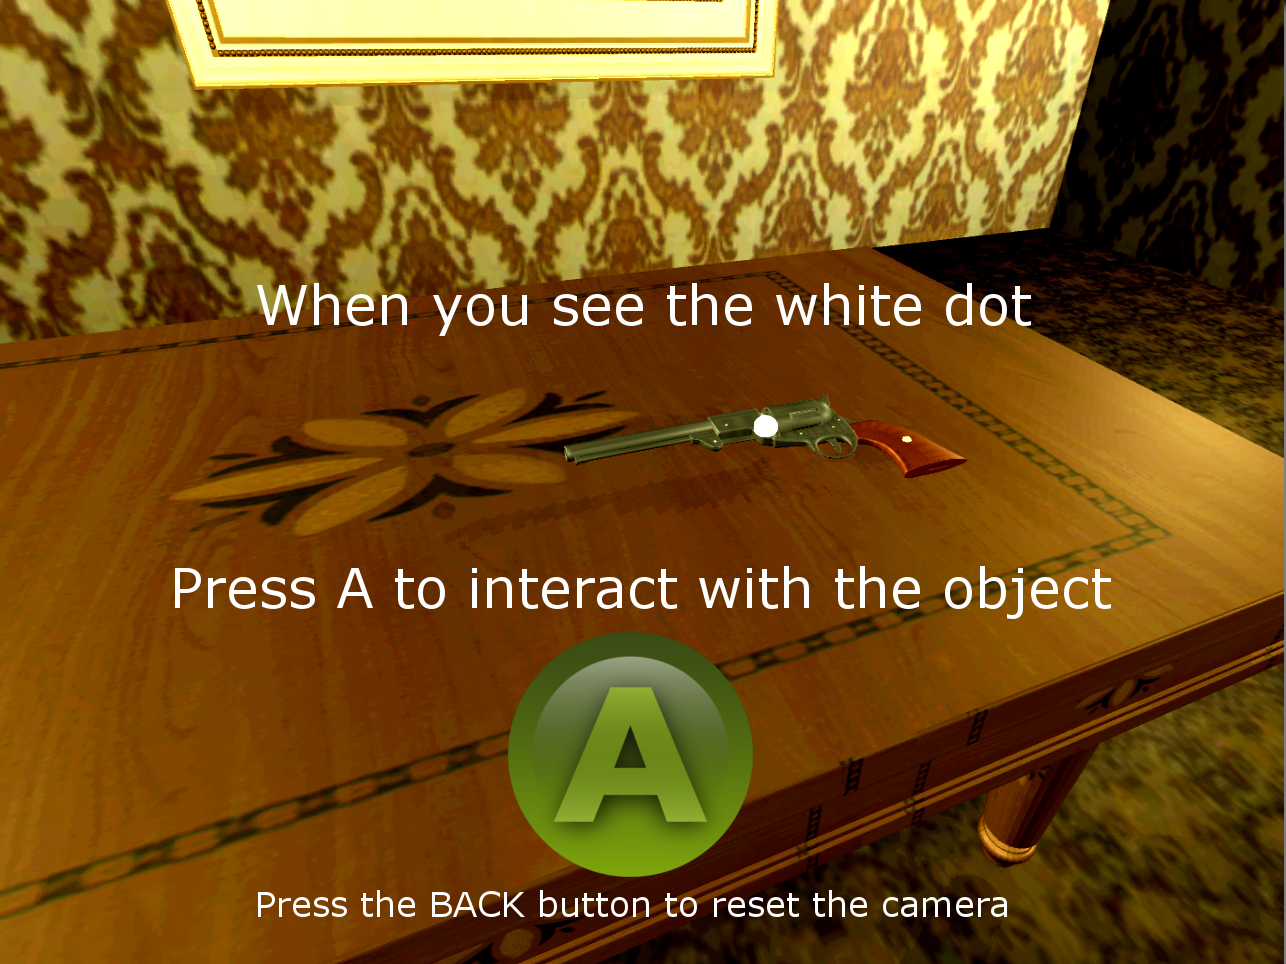 When you see the white dot
Press A to interact with the object
A
Press the BACK button to reset the camera